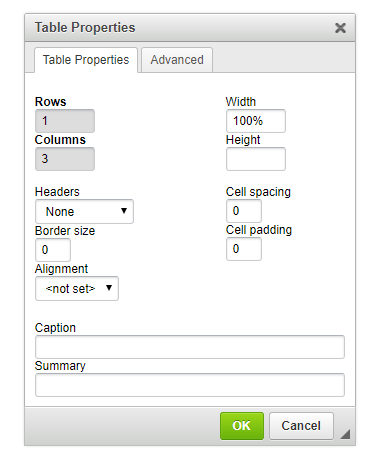 Table Properties
Table Properties
Advanced
Rows
1
Columns
3
Width
100%
Height
Headers
None
Border size
0
Alignment
<not set>
Cell spacing
0
Cell padding
0
Caption
Summary
OK
Cancel